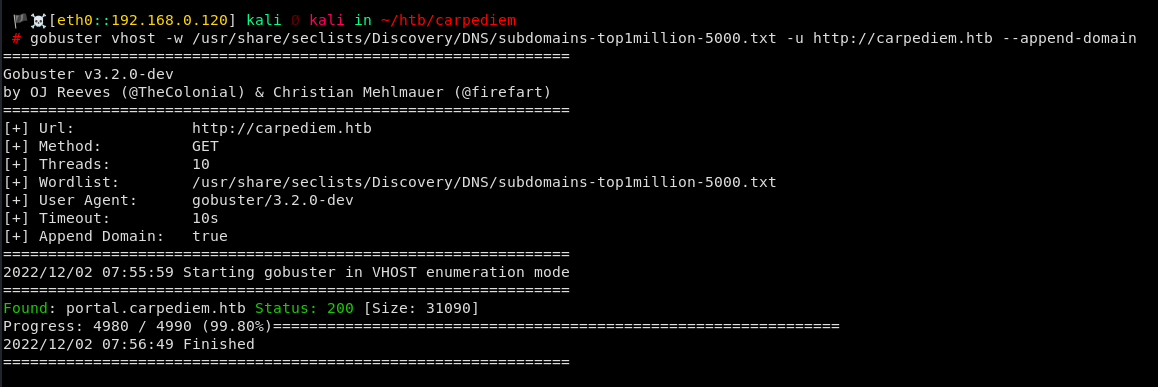 🏴☠️[eth0::192.168.0.120] kali 0 kali in ~/htb/carpediem
# gobuster vhost -w /usr/share/seclists/Discovery/DNS/subdomains-top1million-5000.txt -u http://carpediem.htb --append-domain
===============================================================
Gobuster v3.2.0-dev
by OJ Reeves (@TheColonial) & Christian Mehlmauer (@firefart)
===============================================================
[+] Url:             http://carpediem.htb
[+] Method:          GET
[+] Threads:         10
[+] Wordlist:        /usr/share/seclists/Discovery/DNS/subdomains-top1million-5000.txt
[+] User Agent:      gobuster/3.2.0-dev
[+] Timeout:         10s
[+] Append Domain:   true
===============================================================
2022/12/02 07:55:59 Starting gobuster in VHOST enumeration mode
===============================================================
Found: portal.carpediem.htb Status: 200 [Size: 31090]
Progress: 4980 / 4990 (99.80%)===============================================================
2022/12/02 07:56:49 Finished
===============================================================